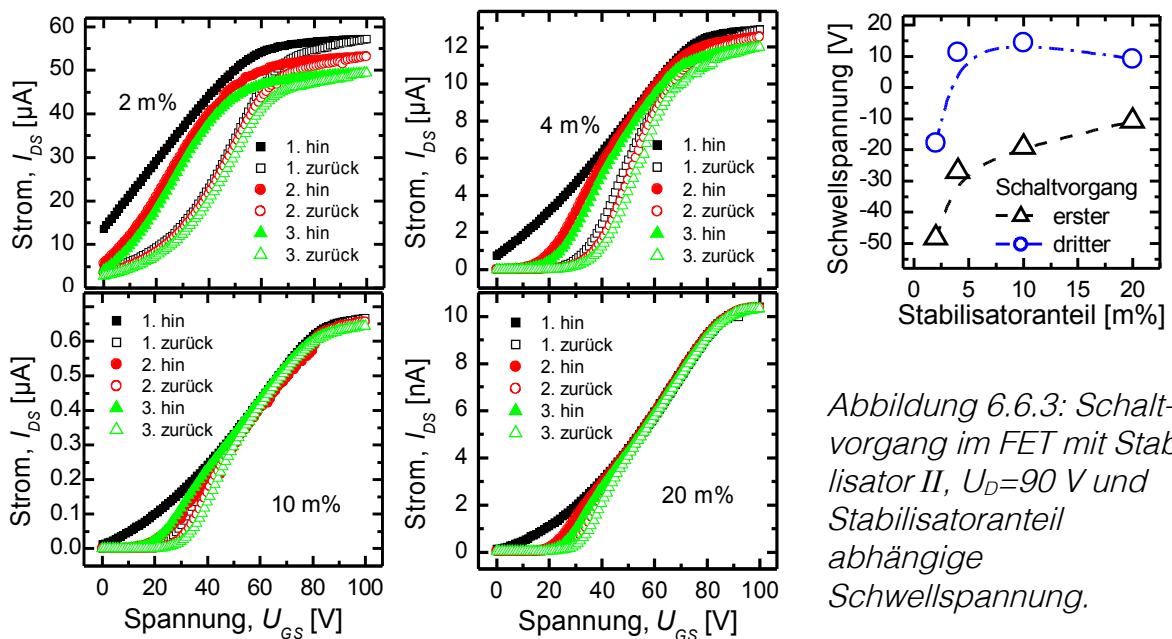 60
50
40
30
20
10
0
Strom, I_DS [µA]
2 m%
1. hin
1. zurück
2. hin
2. zurück
3. hin
3. zurück
12
10
8
6
4
2
0
Strom, I_DS [µA]
4 m%
1. hin
1. zurück
2. hin
2. zurück
3. hin
3. zurück
20
10
0
-10
-20
-30
-40
-50
Schwellspannung [V]
Schaltvorgang
erster
dritter
0 5 10 15 20
Stabilisatoranteil [m%]
0.6
0.5
0.4
0.3
0.2
0.1
0.0
Strom, I_DS [µA]
1. hin
1. zurück
2. hin
2. zurück
3. hin
3. zurück
10 m%
0 20 40 60 80 100
Spannung, U_GS [V]
10
8
6
4
2
0
Strom, I_DS [nA]
1. hin
1. zurück
2. hin
2. zurück
3. hin
3. zurück
20 m%
0 20 40 60 80 100
Spannung, U_GS [V]
Abbildung 6.6.3: Schalt-
vorgang im FET mit Stab
lisator II, U_D=90 V und
Stabilisatoranteil
abhängige
Schwellspannung.